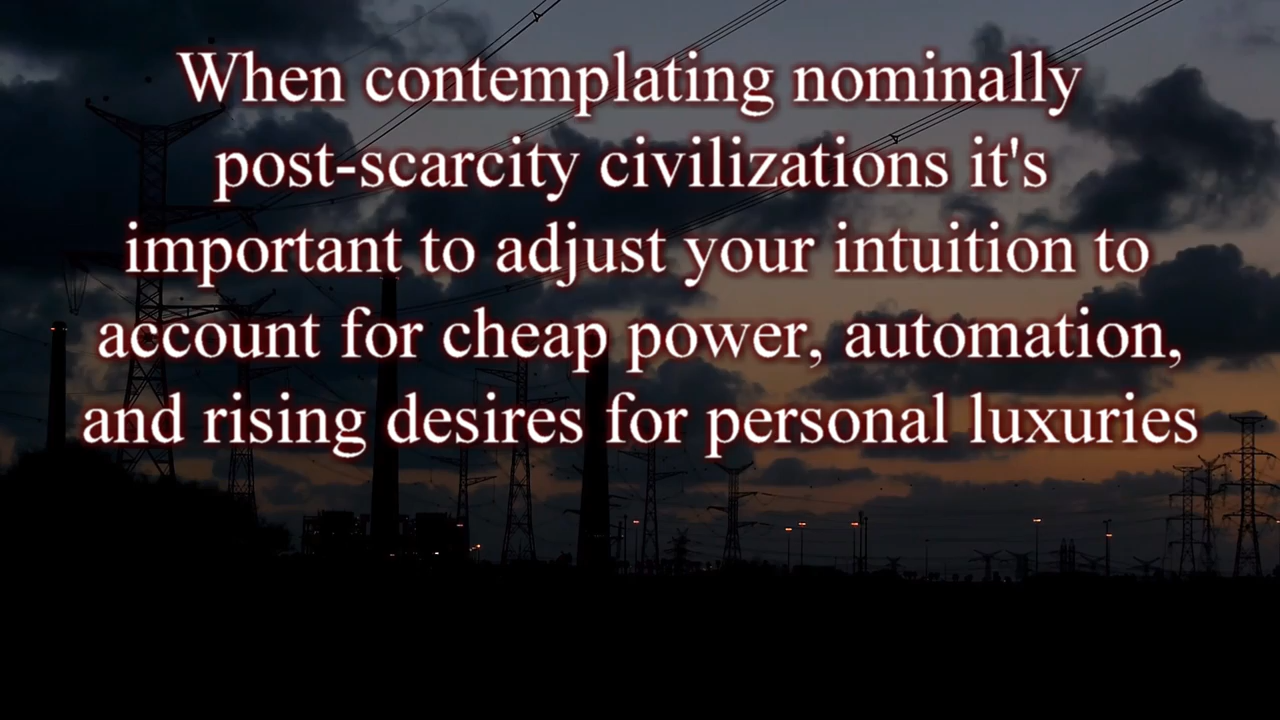 When contemplating nominally
post-scarcity civilizations it's
important to adjust your intuition to
account for cheap power, automation,
and rising desires for personal luxuries